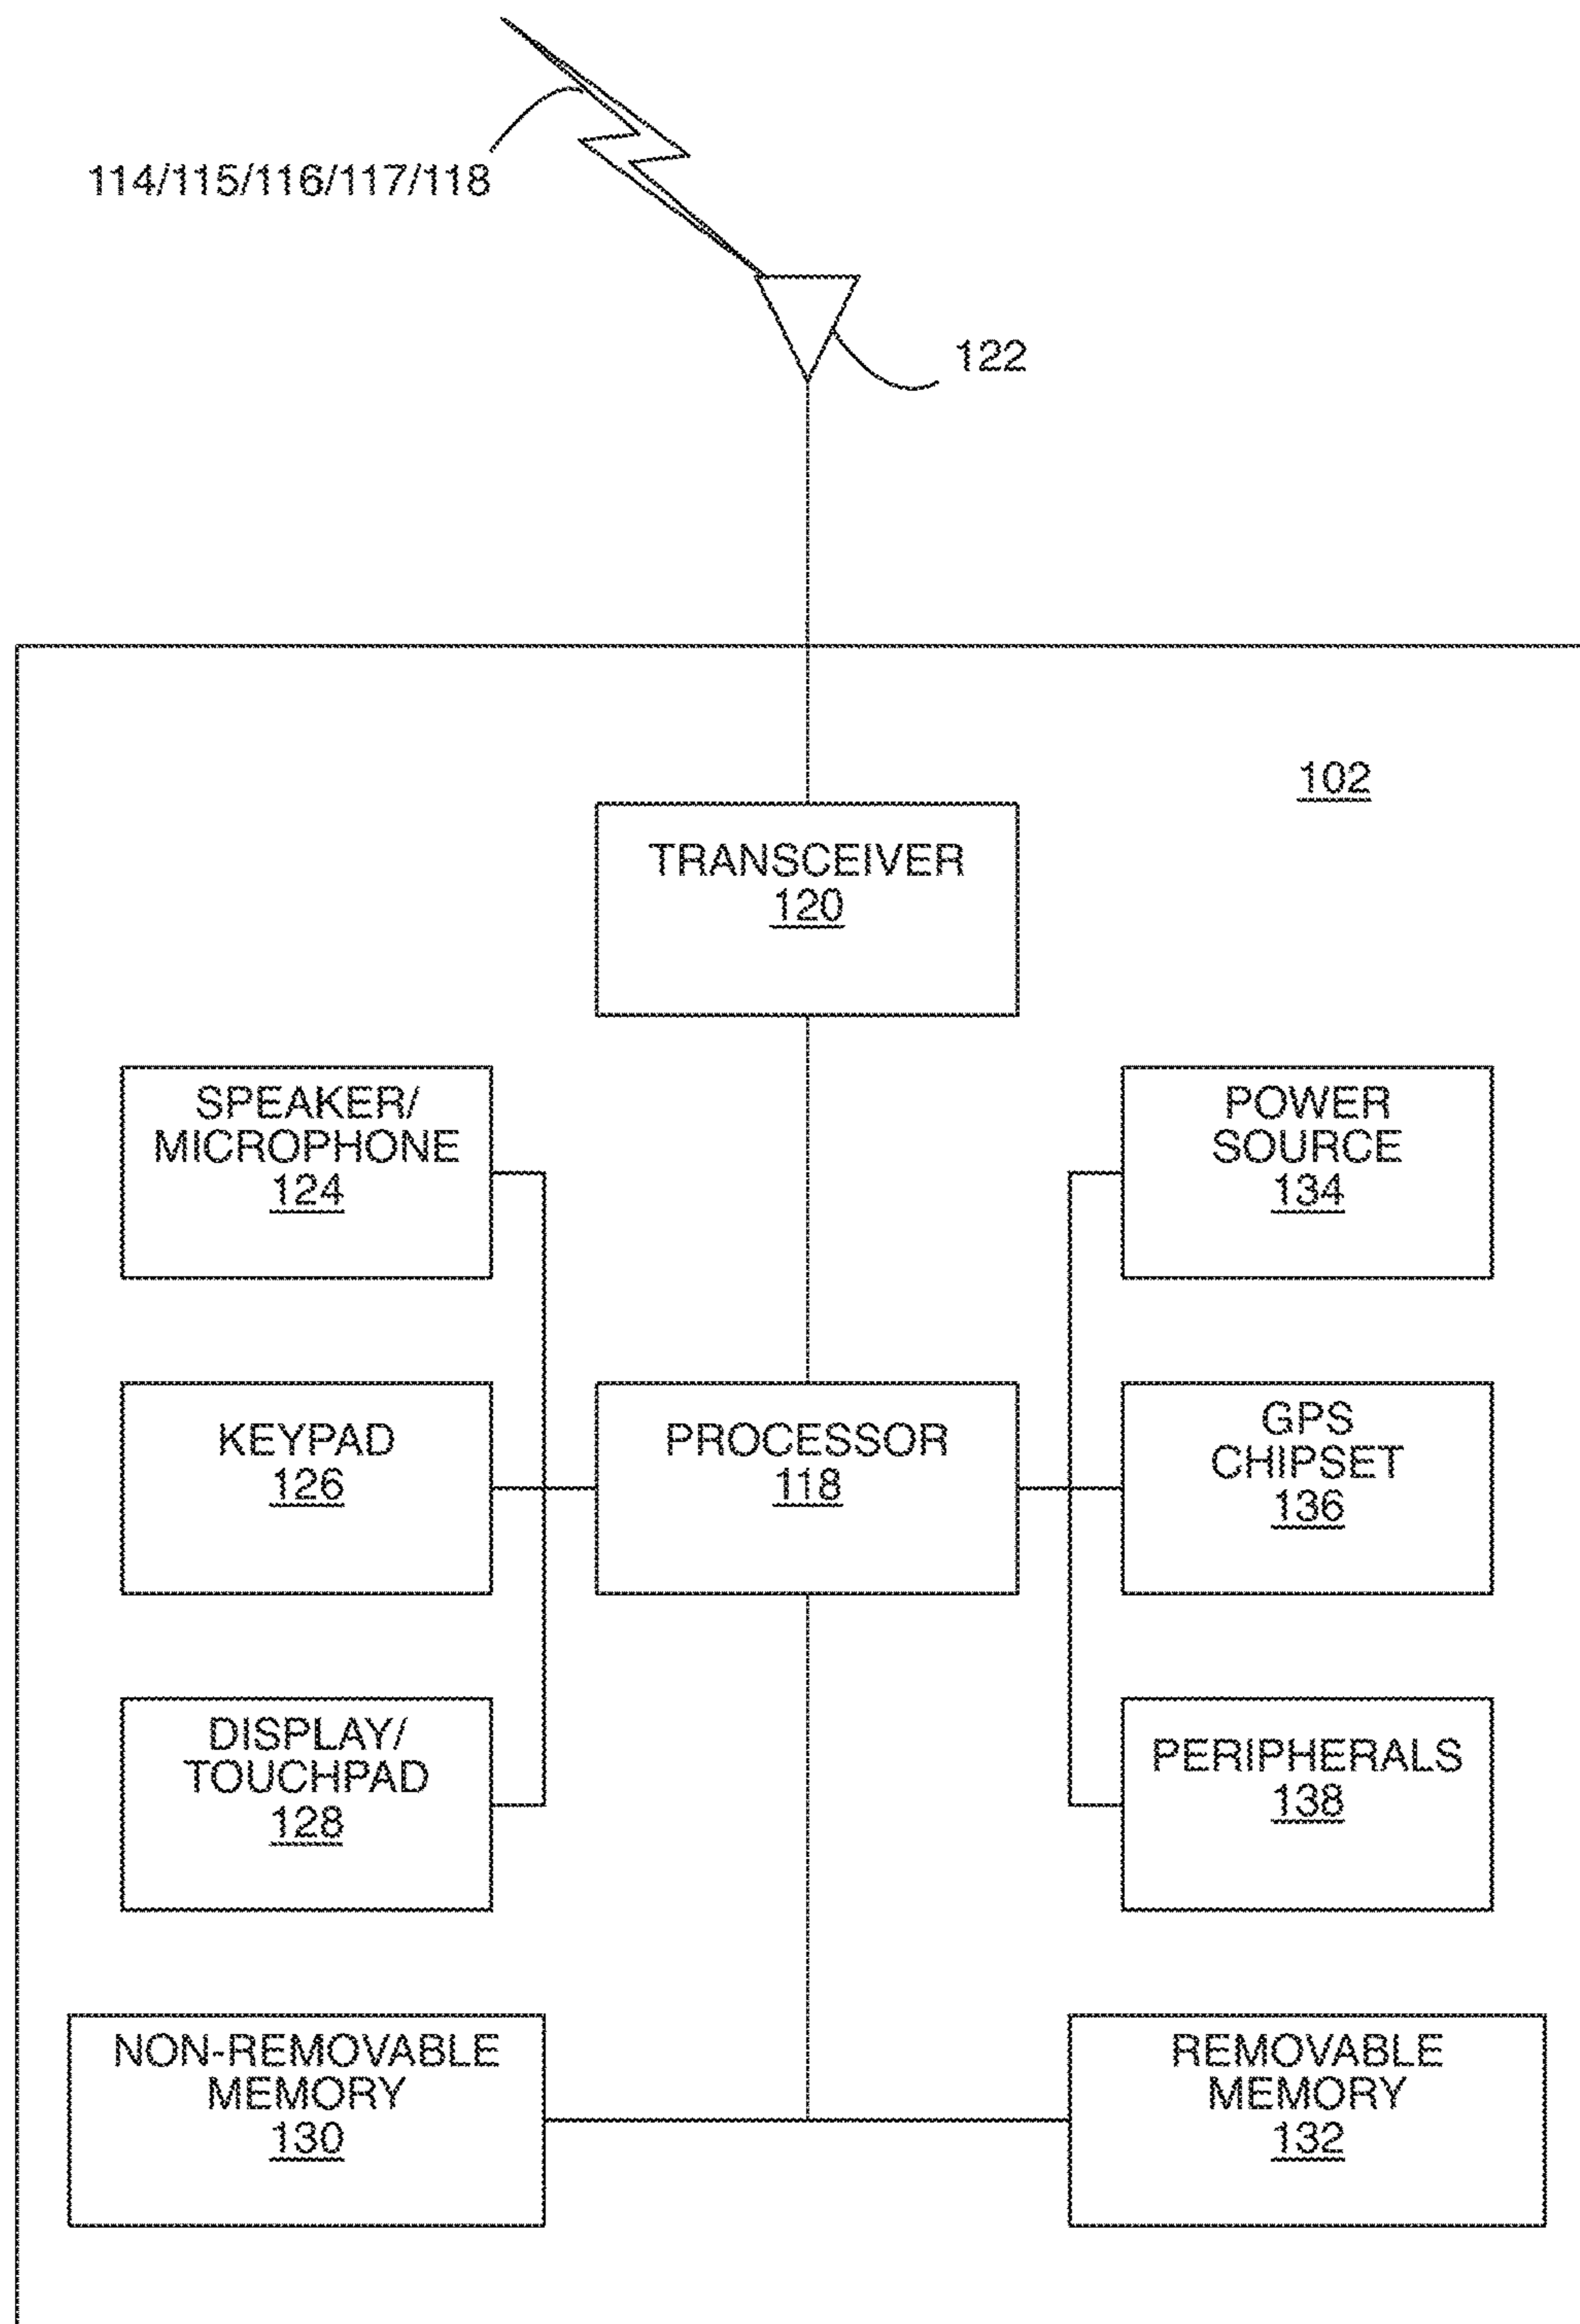 114/115/116/117/118
122
102
TRANSCEIVER
120
SPEAKER/
MICROPHONE
124
POWER
SOURCE
134
KEYPAD
126
PROCESSOR
118
GPS
CHIPSET
136
DISPLAY/
TOUCHPAD
128
PERIPHERALS
138
NON-REMOVABLE
MEMORY
130
REMOVABLE
MEMORY
132